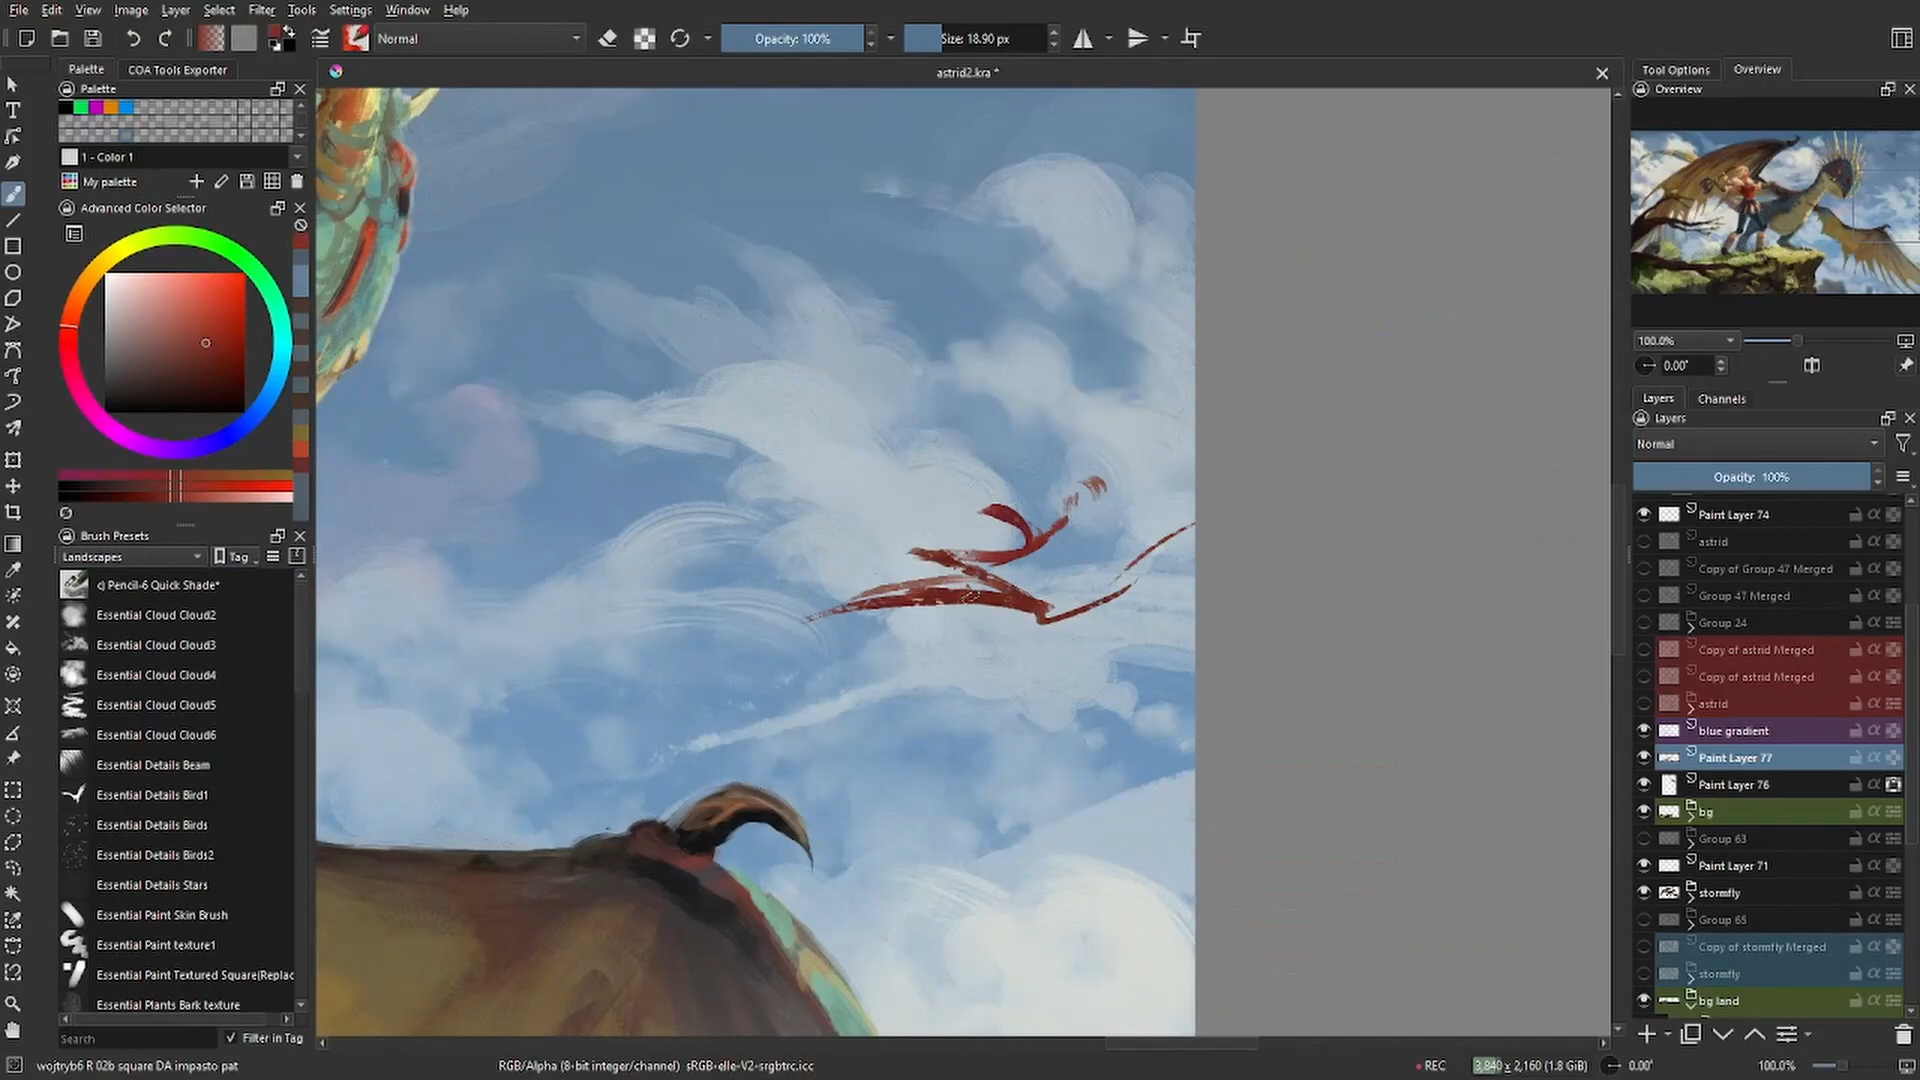 File Edit View Image Layer Select Filter Tools Settings Window Help
Normal Opacity: 100% Size: 18.90 px
Palette COA Tools Exporter
astrid2.kra *
Tool Options Overview
Palette
Overview
1 - Color 1
My palette
Advanced Color Selector
100.0%
0.00°
Layers Channels
Layers
Normal
Opacity: 100%
Paint Layer 74
astrid
Copy of Group 47 Merged
Group 47 Merged
Group 24
Copy of astrid Merged
Copy of astrid Merged
astrid
blue gradient
Paint Layer 77
Paint Layer 76
bg
Group 63
Paint Layer 71
stormfly
Group 65
Copy of stormfly Merged
stormfly
bg land
Brush Presets
Landscapes Tag
c) Pencil-6 Quick Shade*
Essential Cloud Cloud2
Essential Cloud Cloud3
Essential Cloud Cloud4
Essential Cloud Cloud5
Essential Cloud Cloud6
Essential Details Beam
Essential Details Bird1
Essential Details Birds
Essential Details Birds2
Essential Details Stars
Essential Paint Skin Brush
Essential Paint texture1
Essential Paint Textured Square(Replac
Essential Plants Bark texture
Search Filter in Tag
wojtryb6 R 02b square DA impasto pat RGB/Alpha (8-bit integer/channel) sRGB-elle-V2-srgbtrc.icc REC 3,840 x 2,160 (1.8 GiB) 0.00° 100.0%